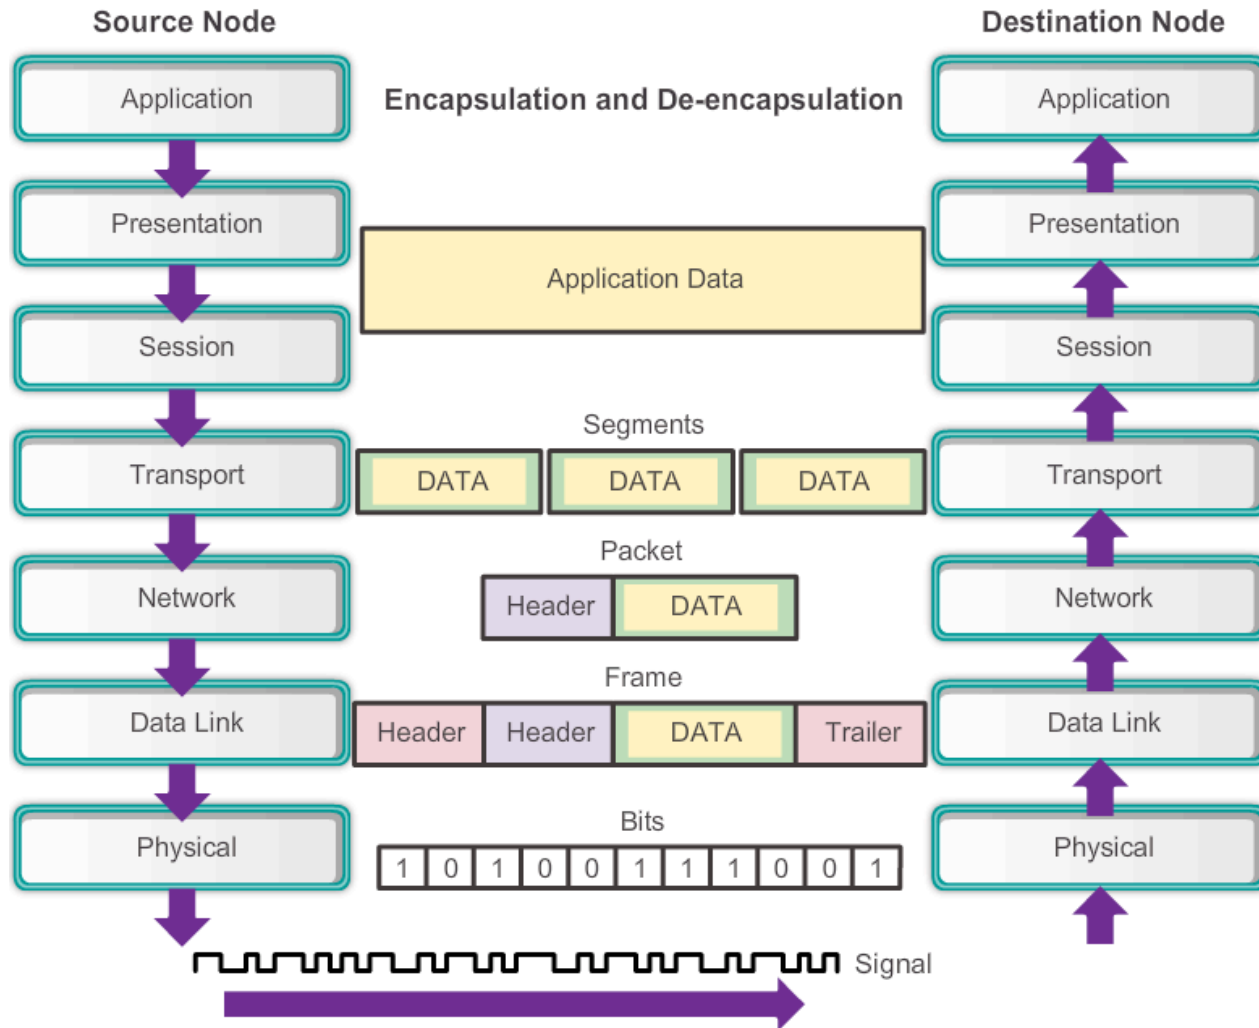 Source Node
Destination Node
Application
Encapsulation and De-encapsulation
Application
Presentation
Presentation
Application Data
Session
Session
Segments
Transport
DATA DATA DATA
Transport
Packet
Network
Header DATA
Network
Frame
Data Link
Header Header DATA Trailer
Data Link
Bits
Physical
1 0 1 0 0 1 1 1 0 0 1
Physical
Signal